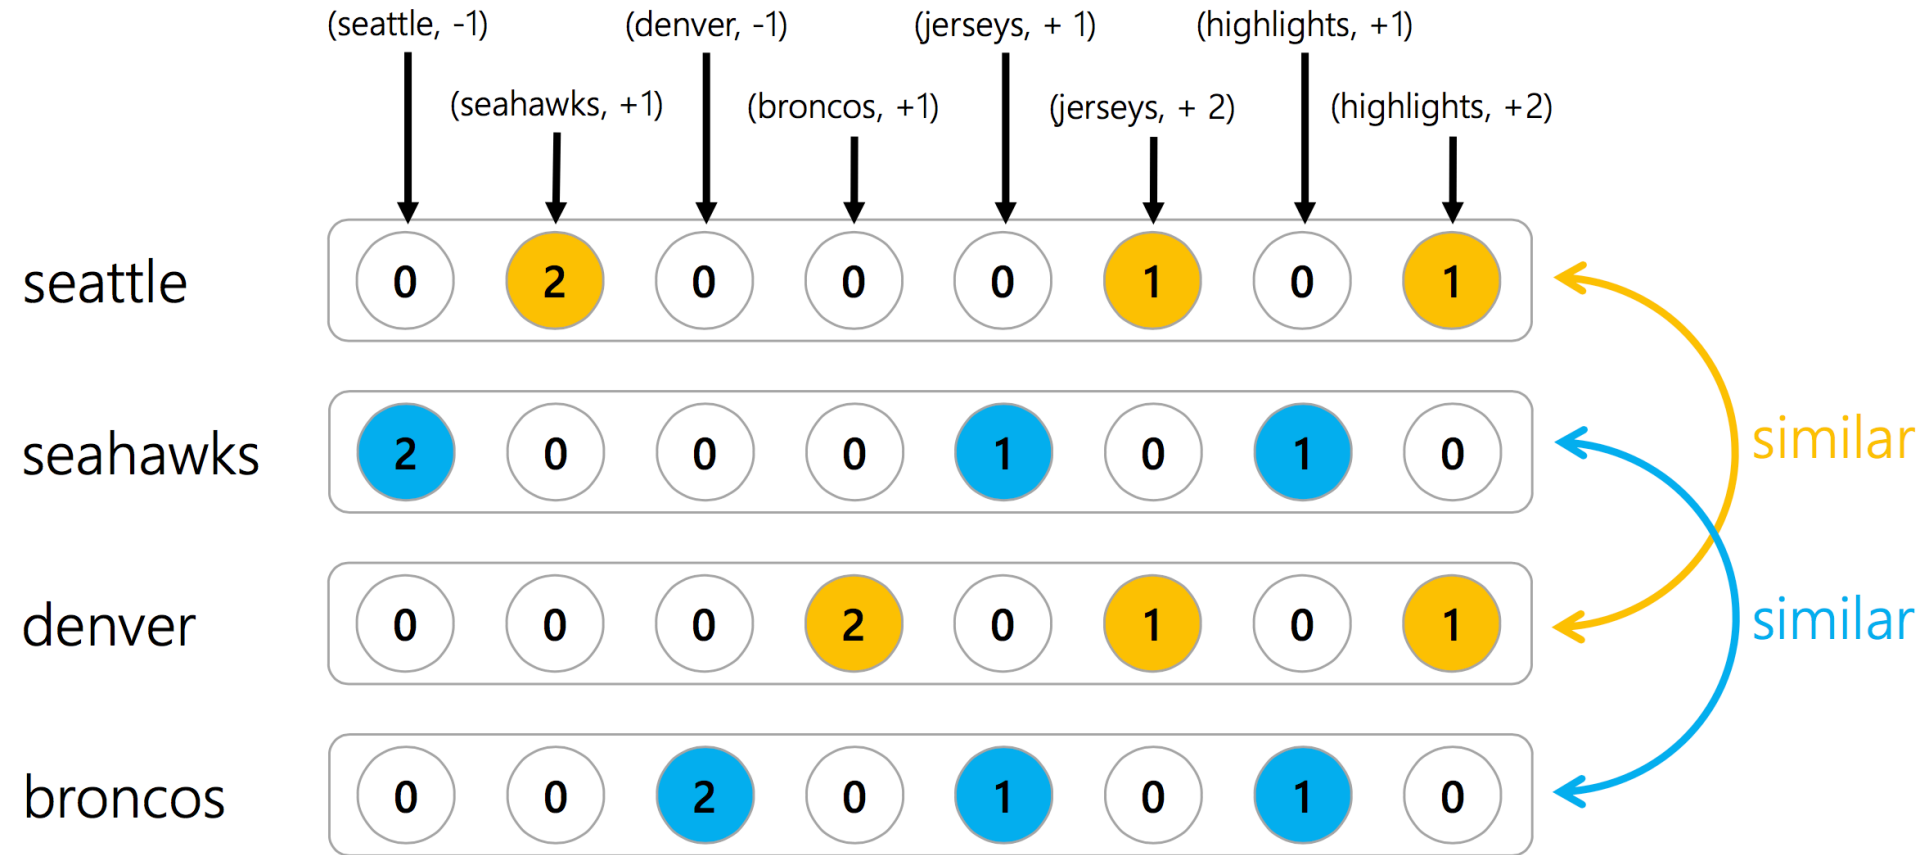 (seattle, -1) (denver, -1) (jerseys, + 1) (highlights, +1)
(seahawks, +1) (broncos, +1) (jerseys, + 2) (highlights, +2)
seattle 0 2 0 0 0 1 0 1
seahawks 2 0 0 0 1 0 1 0
similar
denver 0 0 0 2 0 1 0 1
similar
broncos 0 0 2 0 1 0 1 0